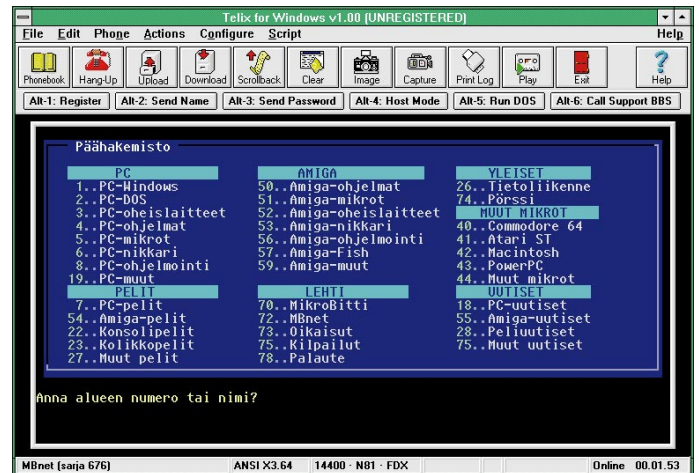 Telix for Windows v1.00 (UNREGISTERED)
File Edit Phone Actions Configure Script Help
Phonebook Hang-Up Upload Download Scrollback Clear Image Capture Print Log Play Exit Help
Alt-1: Register Alt-2: Send Name Alt-3: Send Password Alt-4: Host Mode Alt-5: Run DOS Alt-6: Call Support BBS
Päähakemisto
PC AMIGA YLEISET
1..PC-Windows 50..Amiga-ohjelmat 26..Tietoliikenne
2..PC-DOS 51..Amiga-mikrot 74..Pörssi
3..PC-oheislaitteet 52..Amiga-oheislaitteet MUUT MIKROT
4..PC-ohjelmat 53..Amiga-nikkari 40..Commodore 64
5..PC-mikrot 56..Amiga-ohjelmointi 41..Atari ST
6..PC-nikkari 57..Amiga-Fish 42..Macintosh
8..PC-ohjelmointi 59..Amiga-muut 43..PowerPC
19..PC-muut 44..Muut mikrot
PELIT LEHTI UUTISET
7..PC-pelit 70..MikroBitti 18..PC-uutiset
54..Amiga-pelit 72..MBnet 55..Amiga-uutiset
22..Konsolipelit 73..Oikaisut 28..Peliuutiset
23..Kolikkopelit 75..Kilpailut 75..Muut uutiset
27..Muut pelit 78..Palaute
Anna alueen numero tai nimi?
MBnet (sarja 676) ANSI X3.64 14400 · N81 · FDX Online 00.01.53